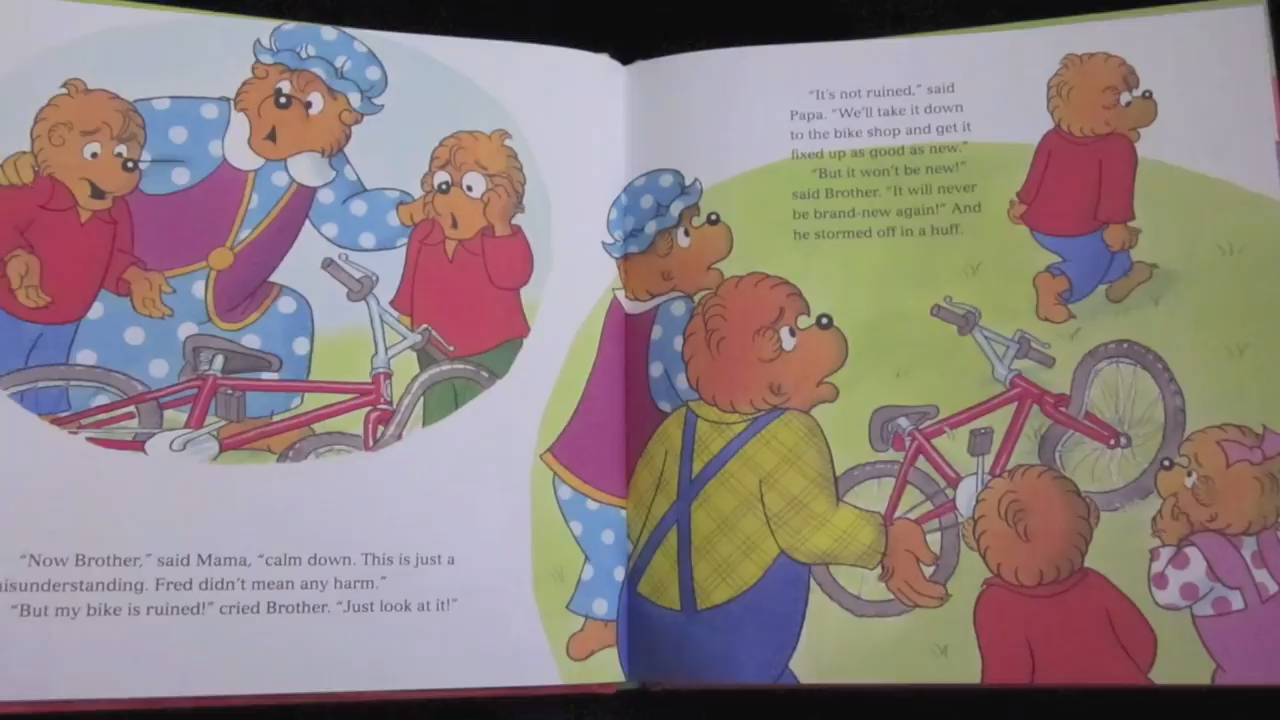 "Now Brother," said Mama, "calm down. This is just a
misunderstanding. Fred didn't mean any harm."
"But my bike is ruined!" cried Brother. "Just look at it!"
"It's not ruined," said
Papa. "We'll take it down
to the bike shop and get it
fixed up as good as new."
"But it won't be new!"
said Brother. "It will never
be brand-new again!" And
he stormed off in a huff.